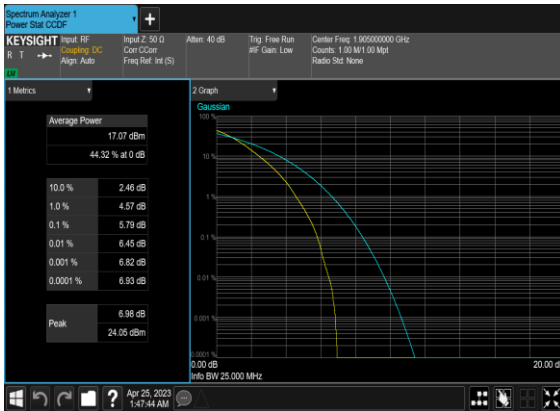 Spectrum Analyzer 1
Power Stat CCDF
KEYSIGHT
R T
LXI
Input: RF
Coupling: DC
Align: Auto
Input Z: 50 Ω
Corr CCorr
Freq Ref: Int (S)
Atten: 40 dB
Trig: Free Run
#IF Gain: Low
Center Freq: 1.905000000 GHz
Counts: 1.00 M/1.00 Mpt
Radio Std: None
1 Metrics
Average Power
17.07 dBm
44.32 % at 0 dB
10.0 % 2.46 dB
1.0 % 4.57 dB
0.1 % 5.79 dB
0.01 % 6.45 dB
0.001 % 6.82 dB
0.0001 % 6.93 dB
Peak
6.98 dB
24.05 dBm
2 Graph
Gaussian
100 %
10 %
1 %
0.1 %
0.01 %
0.001 %
0.0001 %
0.00 dB
20.00 d
Info BW 25.000 MHz
Apr 25, 2023
1:47:44 AM